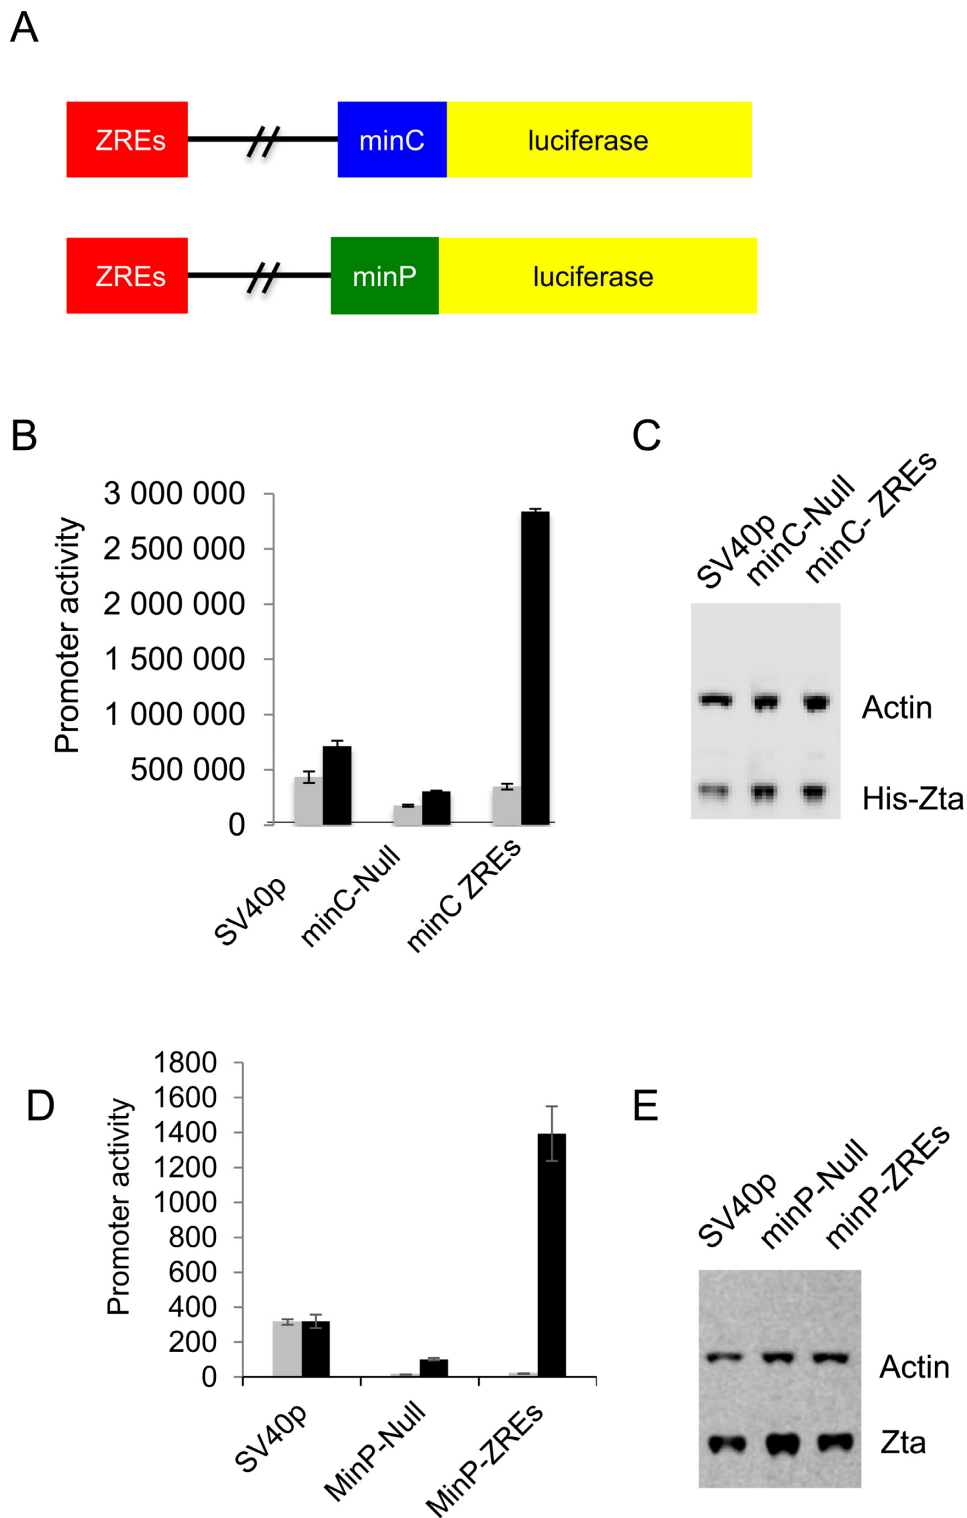 A
ZREs
minC
luciferase
ZREs
minP
luciferase
B
Promoter activity
3 000 000
2 500 000
2 000 000
1 500 000
1 000 000
500 000
0
SV40p
minC-Null
minC ZREs
C
SV40p
minC-Null
minC- ZREs
Actin
His-Zta
D
Promoter activity
1800
1600
1400
1200
1000
800
600
400
200
0
SV40p
MinP-Null
MinP-ZREs
E
SV40p
minP-Null
minP-ZREs
Actin
Zta